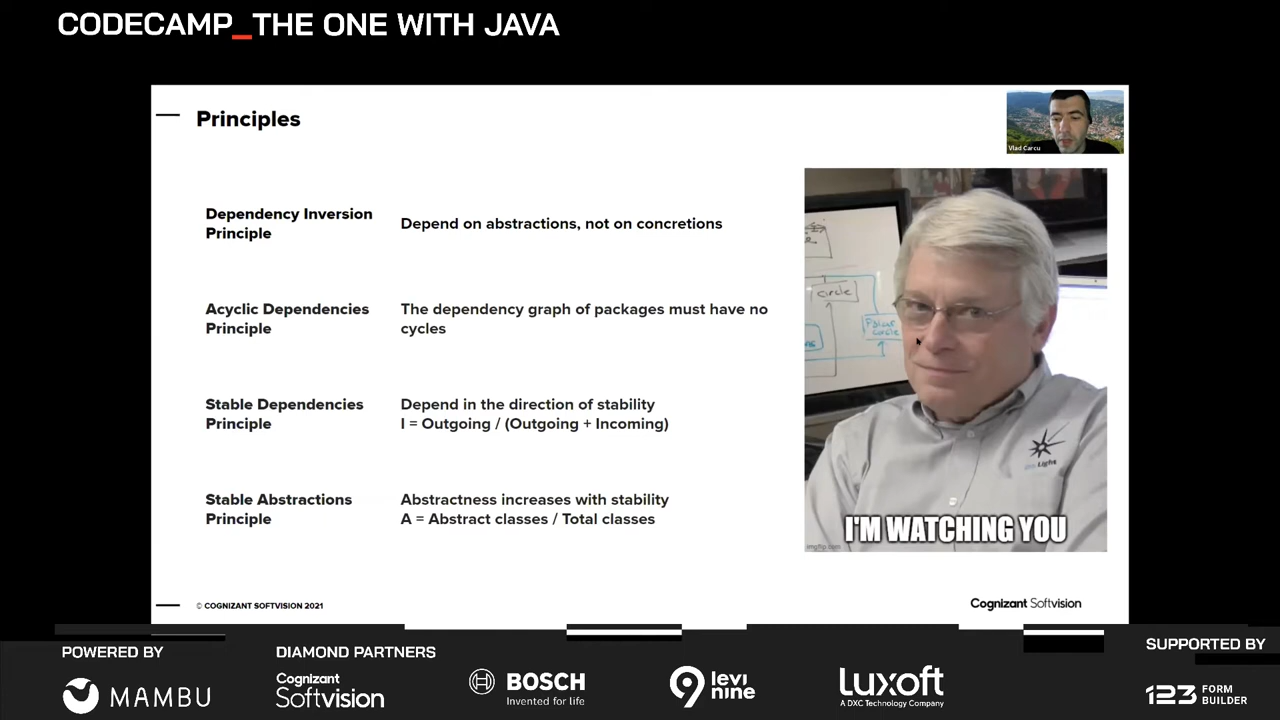 CODECAMP_THE ONE WITH JAVA
Principles
Vlad Carcu
Dependency Inversion
Principle
Depend on abstractions, not on concretions
Acyclic Dependencies
Principle
The dependency graph of packages must have no
cycles
Stable Dependencies
Principle
Depend in the direction of stability
I = Outgoing / (Outgoing + Incoming)
Stable Abstractions
Principle
Abstractness increases with stability
A = Abstract classes / Total classes
circle
I'M WATCHING YOU
imgflip.com
© COGNIZANT SOFTVISION 2021
Cognizant Softvision
POWERED BY
MAMBU
DIAMOND PARTNERS
Cognizant
Softvision
BOSCH
Invented for life
9 levi
nine
Luxoft
A DXC Technology Company
SUPPORTED BY
123 FORM
BUILDER